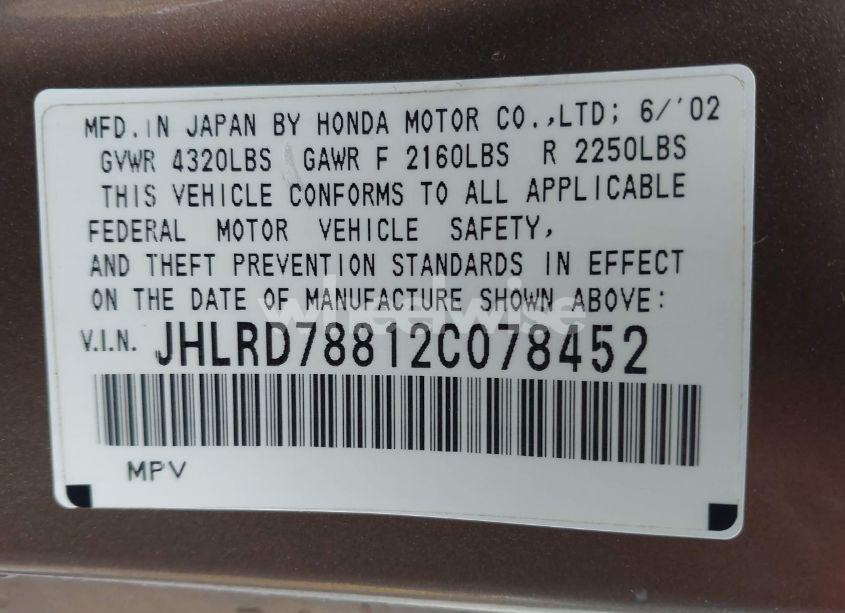 MFD. IN JAPAN BY HONDA MOTOR CO.,LTD; 6/'02
GVWR 4320LBS GAWR F 2160LBS R 2250LBS
THIS VEHICLE CONFORMS TO ALL APPLICABLE
FEDERAL MOTOR VEHICLE SAFETY,
AND THEFT PREVENTION STANDARDS IN EFFECT
ON THE DATE OF MANUFACTURE SHOWN ABOVE:
wheelwise
V.I.N. JHLRD78812C078452
MPV